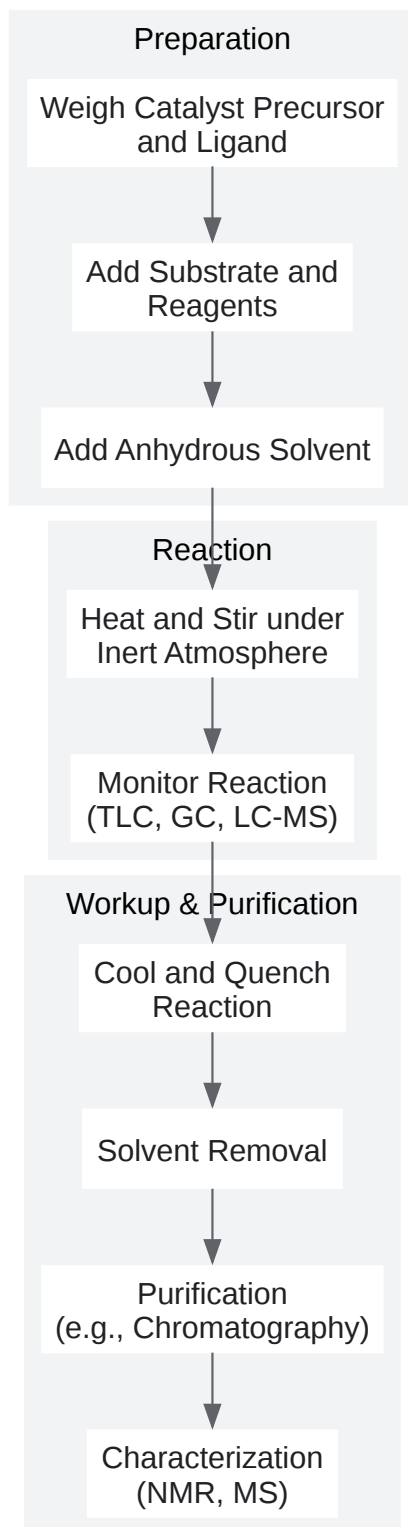 Preparation
Weigh Catalyst Precursor
and Ligand
Add Substrate and
Reagents
Add Anhydrous Solvent
Reaction
Heat and Stir under
Inert Atmosphere
Monitor Reaction
(TLC, GC, LC-MS)
Workup & Purification
Cool and Quench
Reaction
Solvent Removal
Purification
(e.g., Chromatography)
Characterization
(NMR, MS)